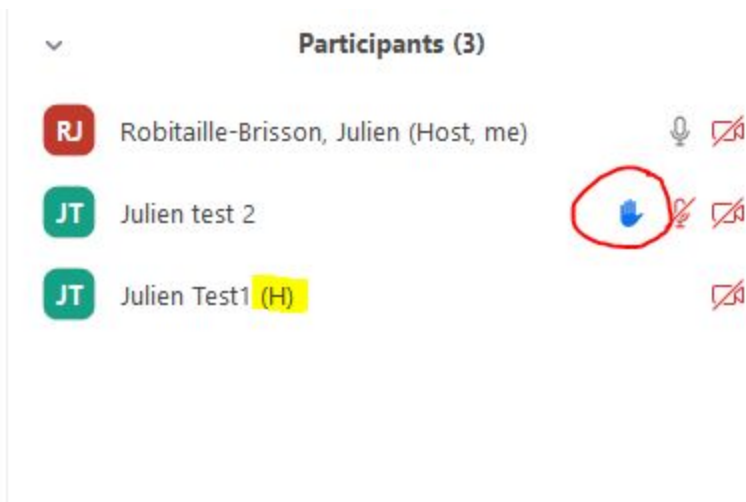 Participants (3)
RJ Robitaille-Brisson, Julien (Host, me)
JT Julien test 2
JT Julien Test1 (H)